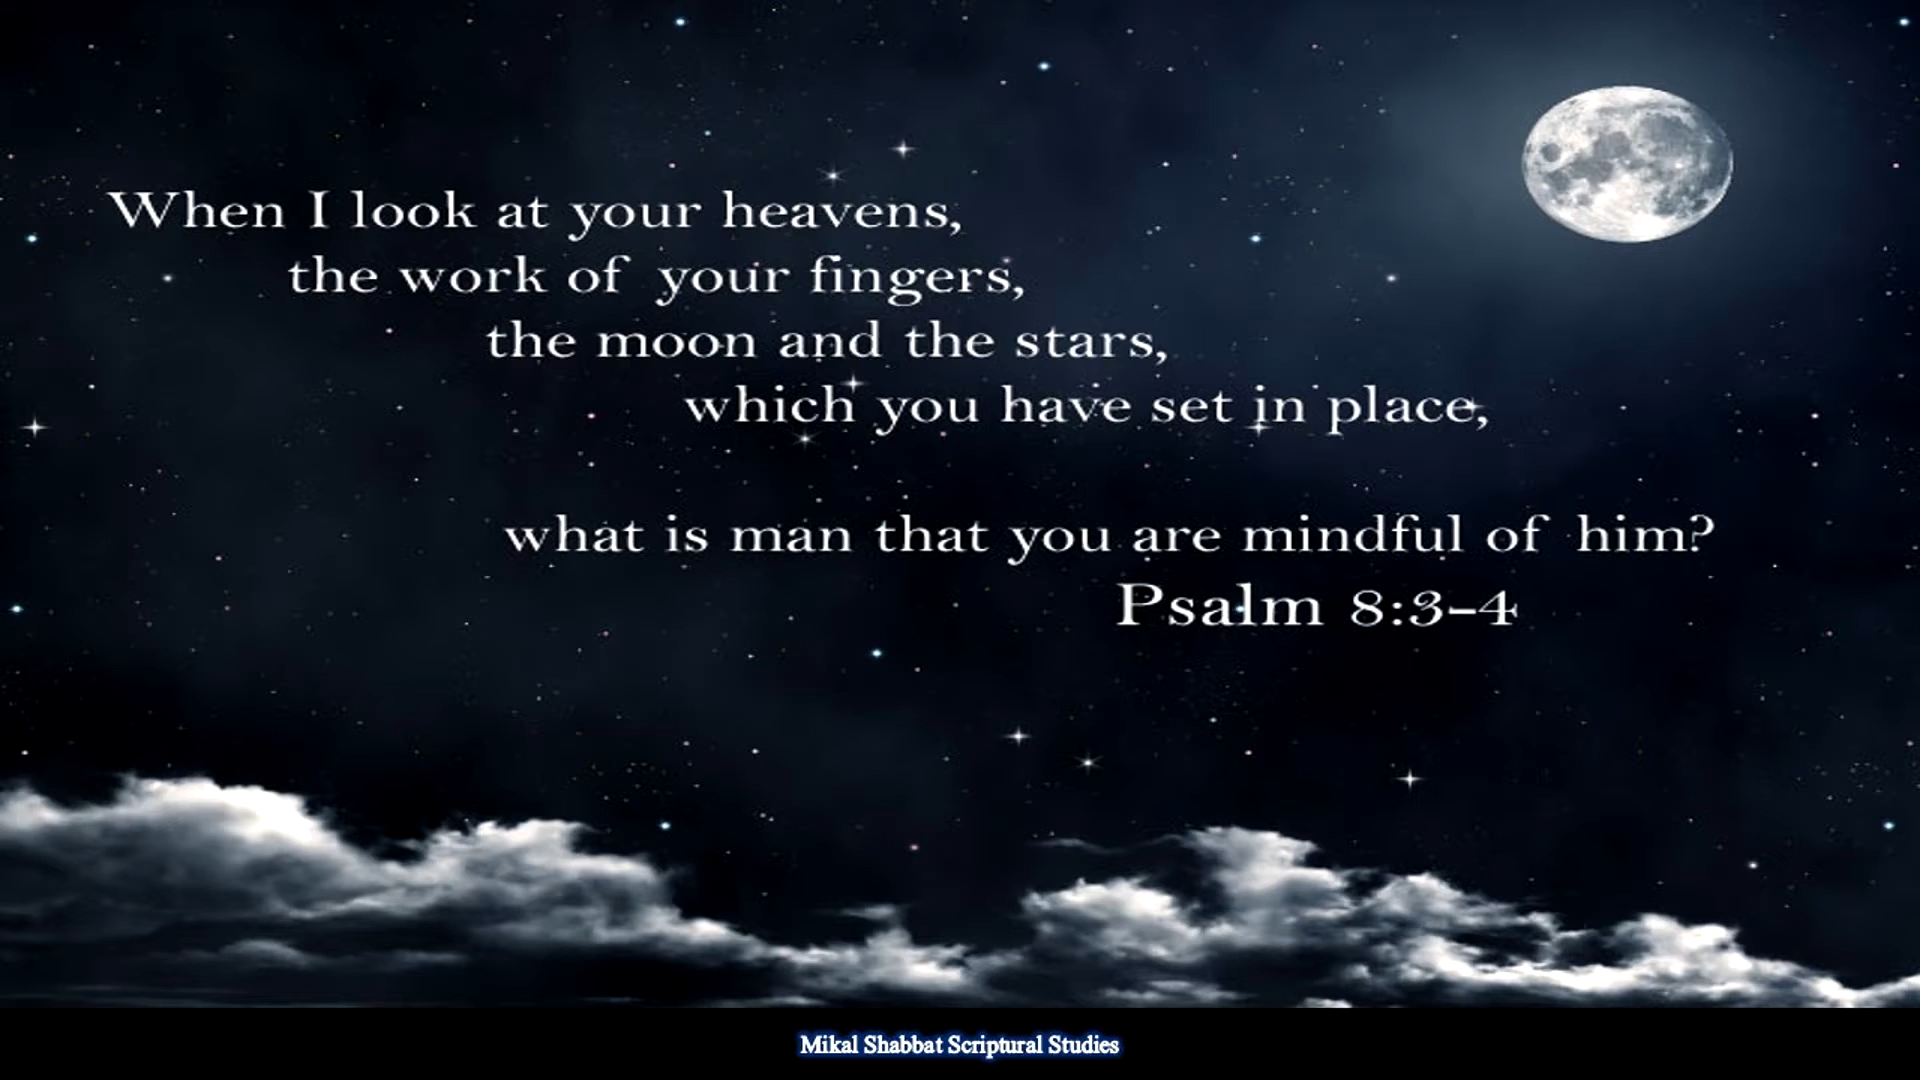 When I look at your heavens,
the work of your fingers,
the moon and the stars,
which you have set in place,
what is man that you are mindful of him?
Psalm 8:3–4
Mikal Shabbat Scriptural Studies